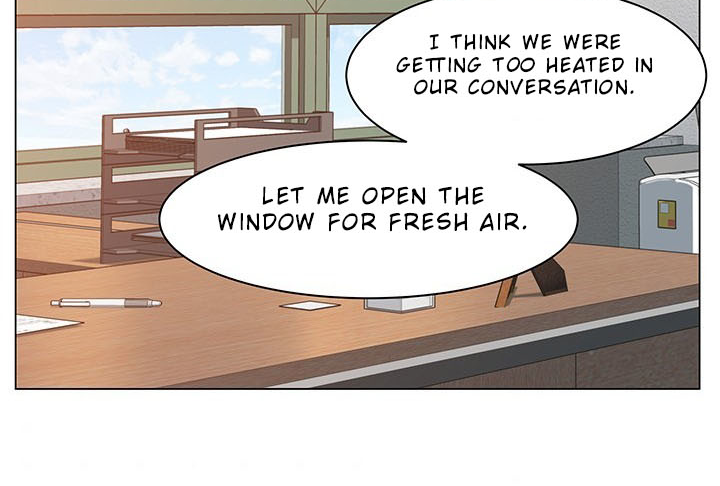 I THINK WE WERE
GETTING TOO HEATED IN
OUR CONVERSATION.
LET ME OPEN THE
WINDOW FOR FRESH AIR.